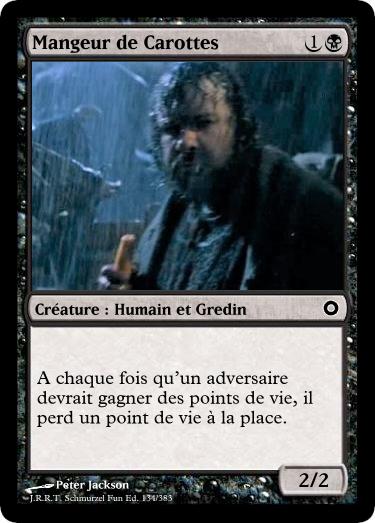 Mangeur de Carottes 1
Créature : Humain et Gredin
A chaque fois qu'un adversaire
devrait gagner des points de vie, il
perd un point de vie à la place.
2/2
Peter Jackson
J.R.R.T. Schmurzel Fun Ed. 134/383